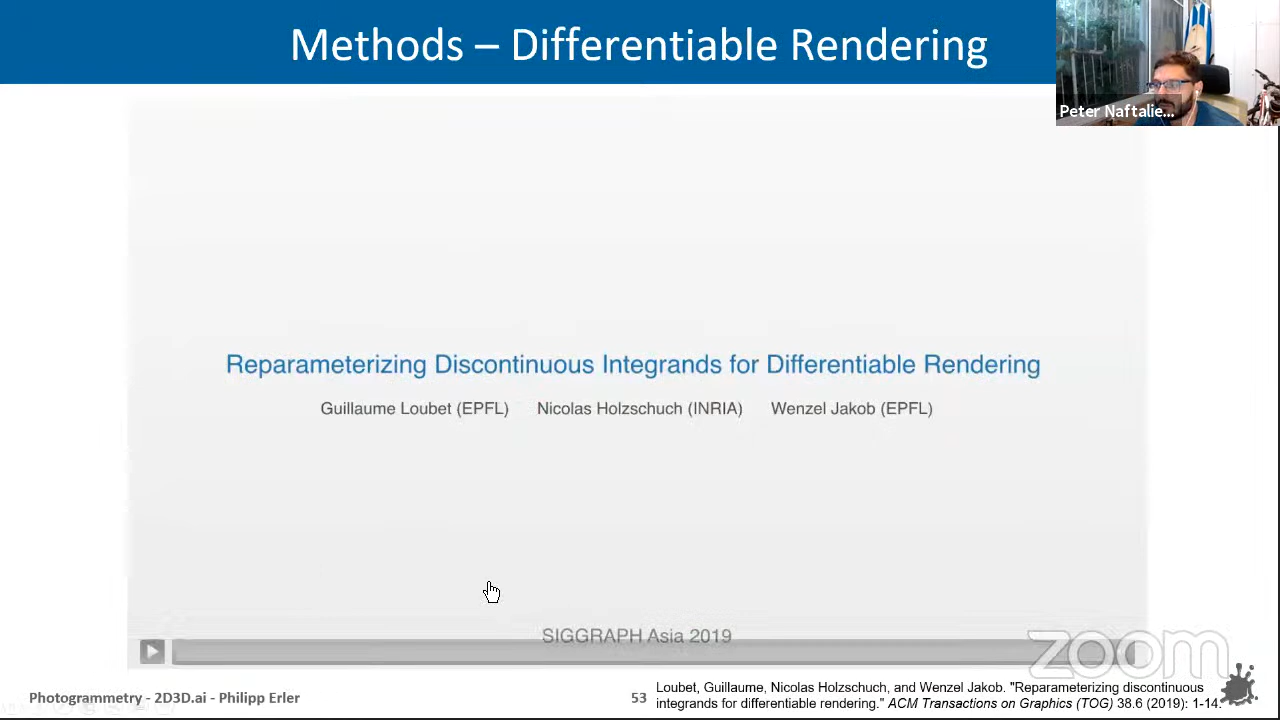 Methods – Differentiable Rendering
Peter Naftalie...
Reparameterizing Discontinuous Integrands for Differentiable Rendering
Guillaume Loubet (EPFL) Nicolas Holzschuch (INRIA) Wenzel Jakob (EPFL)
SIGGRAPH Asia 2019
zoom
Photogrammetry - 2D3D.ai - Philipp Erler
53
Loubet, Guillaume, Nicolas Holzschuch, and Wenzel Jakob. "Reparameterizing discontinuous
integrands for differentiable rendering." ACM Transactions on Graphics (TOG) 38.6 (2019): 1-14.